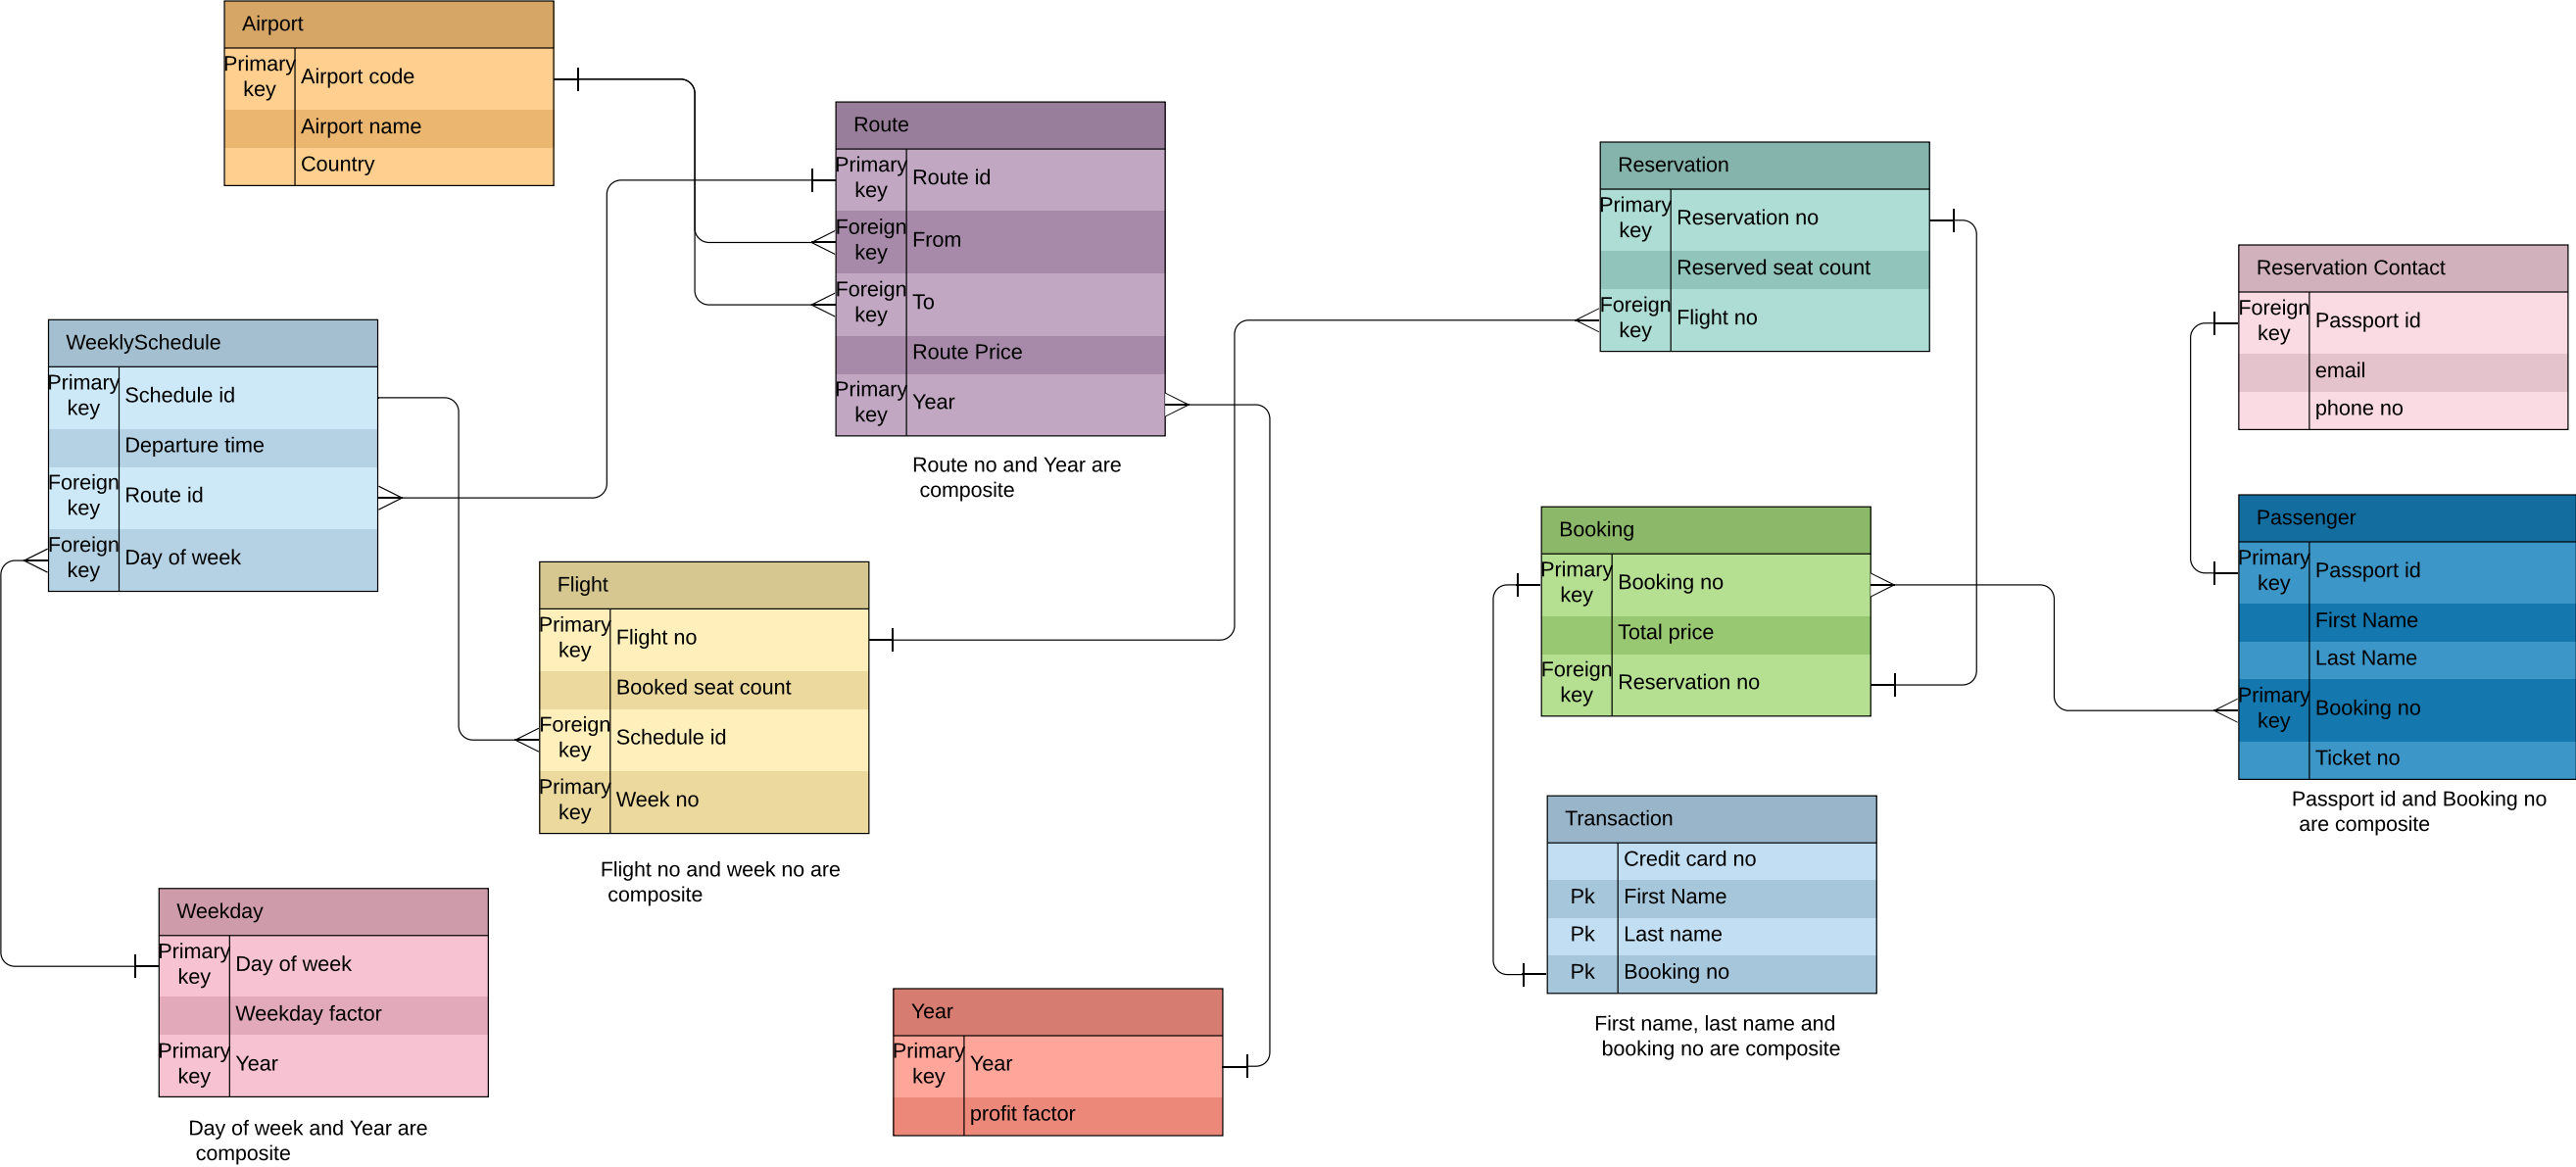 Airport
Primary
key
Airport code
Airport name
Country
Route
Primary
key
Route id
Foreign
key
From
Foreign
key
To
Route Price
Primary
key
Year
Route no and Year are
composite
Reservation
Primary
key
Reservation no
Reserved seat count
Foreign
key
Flight no
Reservation Contact
Foreign
key
Passport id
email
phone no
WeeklySchedule
Primary
key
Schedule id
Departure time
Foreign
key
Route id
Foreign
key
Day of week
Flight
Primary
key
Flight no
Booked seat count
Foreign
key
Schedule id
Primary
key
Week no
Flight no and week no are
composite
Booking
Primary
key
Booking no
Total price
Foreign
key
Reservation no
Passenger
Primary
key
Passport id
First Name
Last Name
Primary
key
Booking no
Ticket no
Passport id and Booking no
are composite
Transaction
Credit card no
Pk First Name
Pk Last name
Pk Booking no
First name, last name and
booking no are composite
Weekday
Primary
key
Day of week
Weekday factor
Primary
key
Year
Day of week and Year are
composite
Year
Primary
key
Year
profit factor